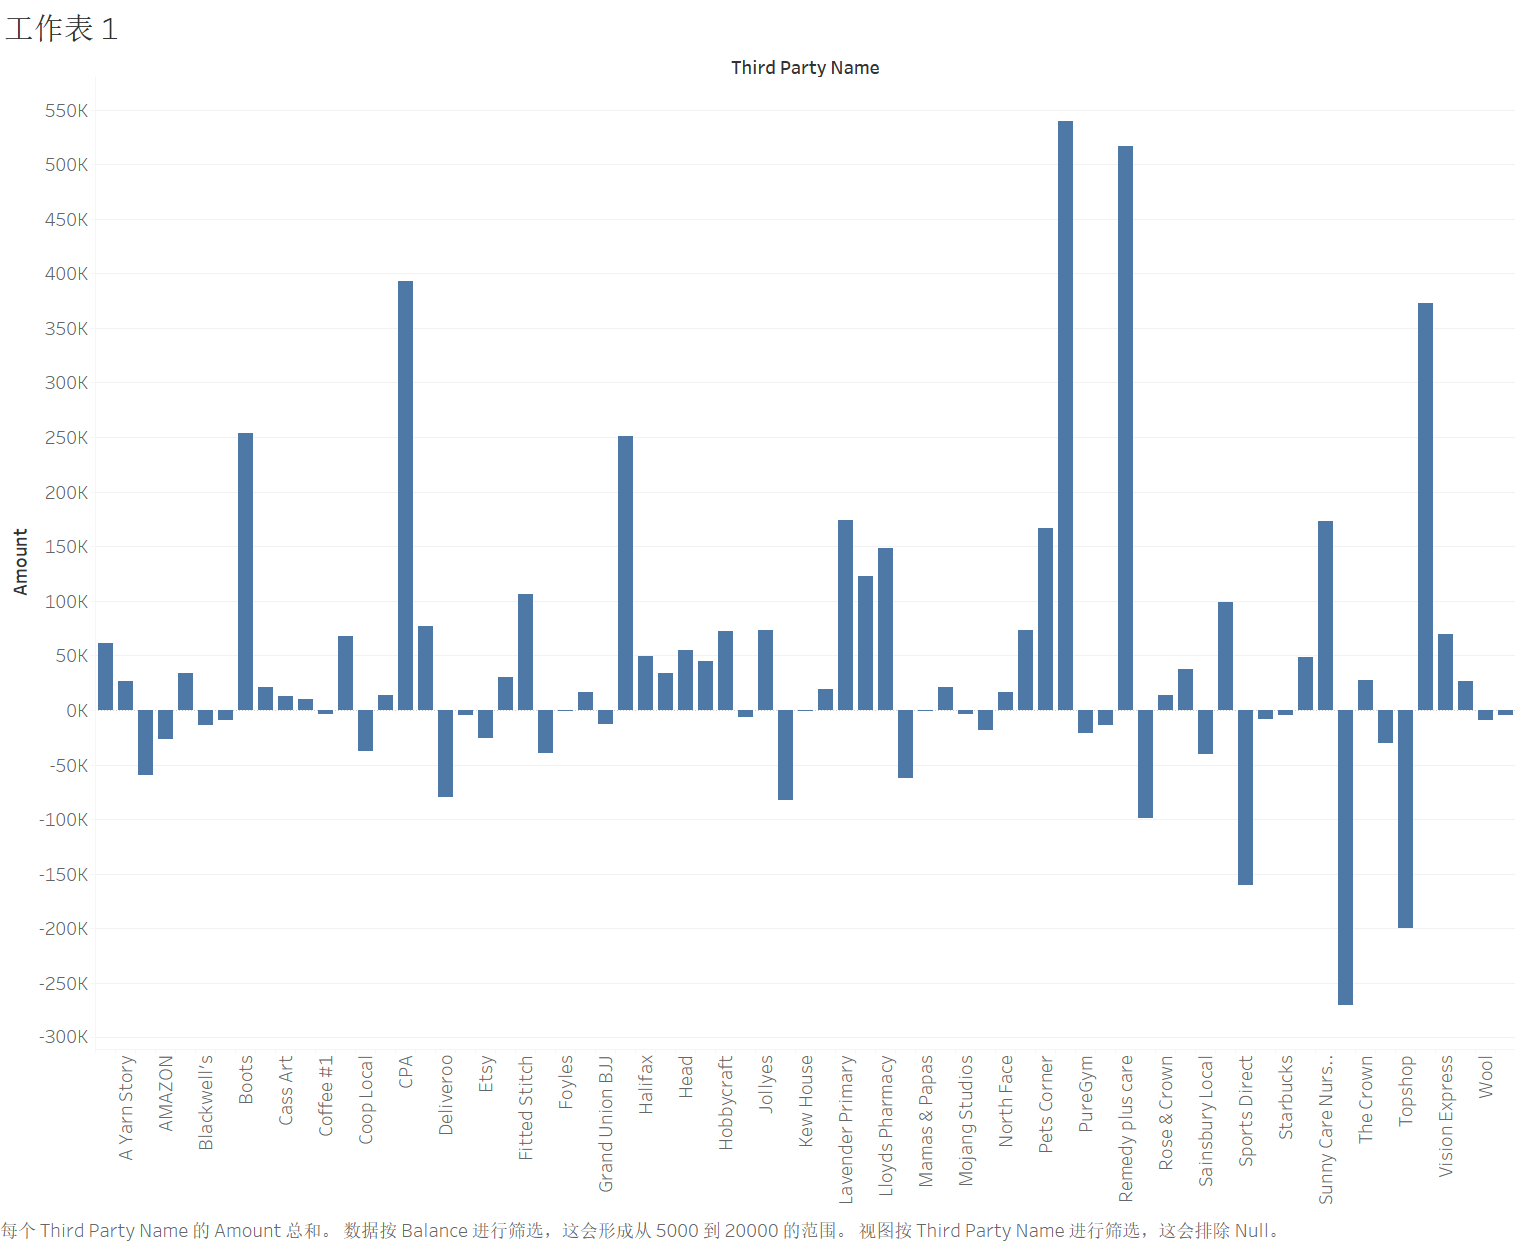 工作表 1
Third Party Name
550K
500K
450K
400K
350K
300K
250K
200K
150K
100K
50K
0K
-50K
-100K
-150K
-200K
-250K
-300K
Amount
A Yarn Story
AMAZON
Blackwell's
Boots
Cass Art
Coffee #1
Coop Local
CPA
Deliveroo
Etsy
Fitted Stitch
Foyles
Grand Union BJJ
Halifax
Head
Hobbycraft
Jollyes
Kew House
Lavender Primary
Lloyds Pharmacy
Mamas & Papas
Mojang Studios
North Face
Pets Corner
PureGym
Remedy plus care
Rose & Crown
Sainsbury Local
Sports Direct
Starbucks
Sunny Care Nurs..
The Crown
Topshop
Vision Express
Wool
每个 Third Party Name 的 Amount 总和。 数据按 Balance 进行筛选，这会形成从 5000 到 20000 的范围。 视图按 Third Party Name 进行筛选，这会排除 Null。